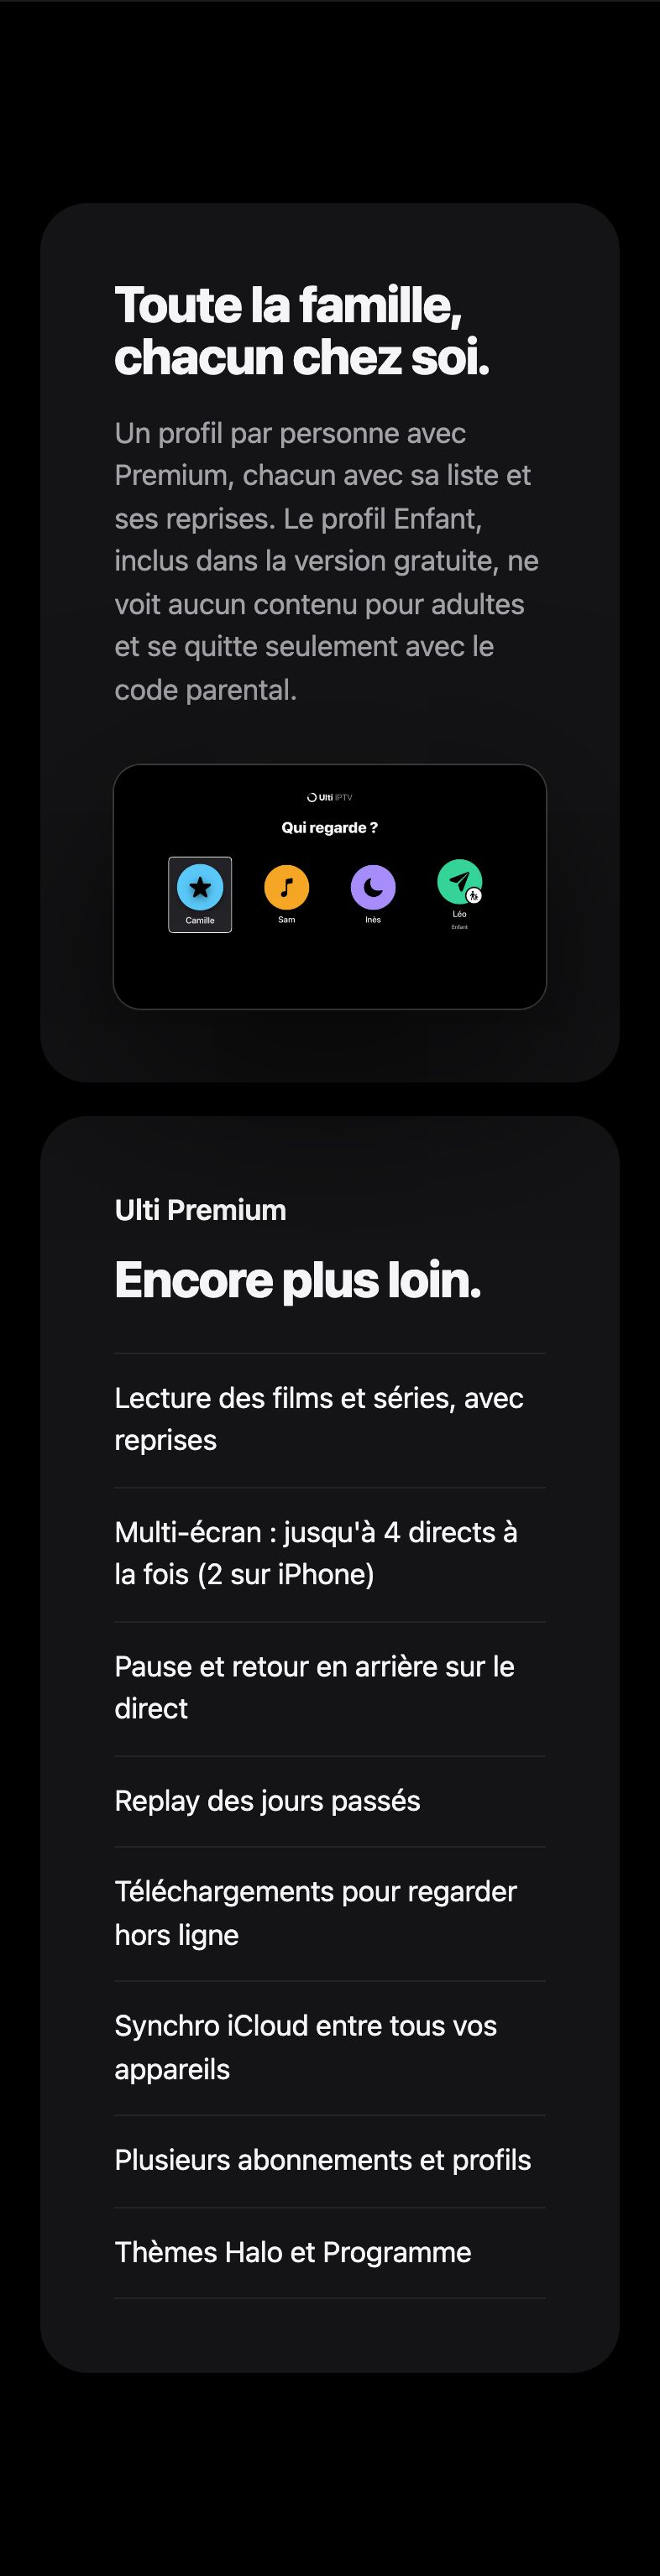 Toute la famille,
chacun chez soi.
Un profil par personne avec
Premium, chacun avec sa liste et
ses reprises. Le profil Enfant,
inclus dans la version gratuite, ne
voit aucun contenu pour adultes
et se quitte seulement avec le
code parental.
Ulti IPTV
Qui regarde ?
Camille
Sam
Inès
Léo
Enfant
Ulti Premium
Encore plus loin.
Lecture des films et séries, avec
reprises
Multi-écran : jusqu'à 4 directs à
la fois (2 sur iPhone)
Pause et retour en arrière sur le
direct
Replay des jours passés
Téléchargements pour regarder
hors ligne
Synchro iCloud entre tous vos
appareils
Plusieurs abonnements et profils
Thèmes Halo et Programme